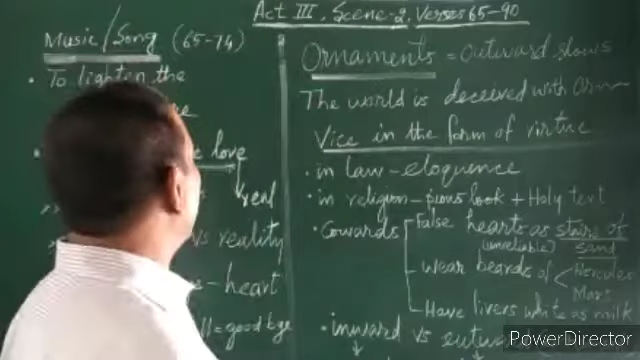 Act III, Scene-2, Verses 65-90
Music/Song (65-74)
• To lighten the
love
real
vs reality
- heart
= good bye
Ornaments = Outward shows
The world is deceived with
Vice in the form of virtue
• in law - eloquence
• in religion - pious look + Holy text
• Cowards
False hearts as stairs of sand
(unreliable)
wear beards of < Hercules
Mars
Have livers white as milk
• inward vs
PowerDirector